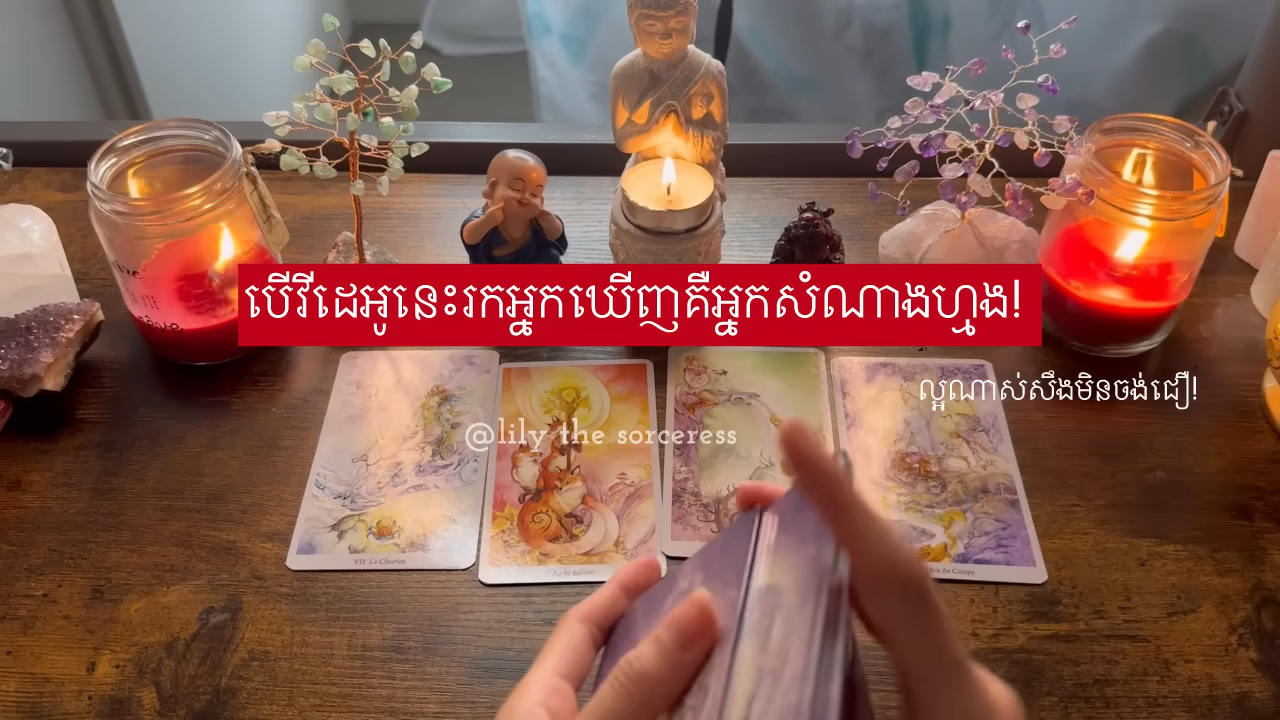 បើវីដេអូនេះរកអ្នកឃើញគឺអ្នកសំណាងហ្មង!
ល្អណាស់សឹងមិនចង់ជឿ!
@lily the sorceress
VII Le Chariot